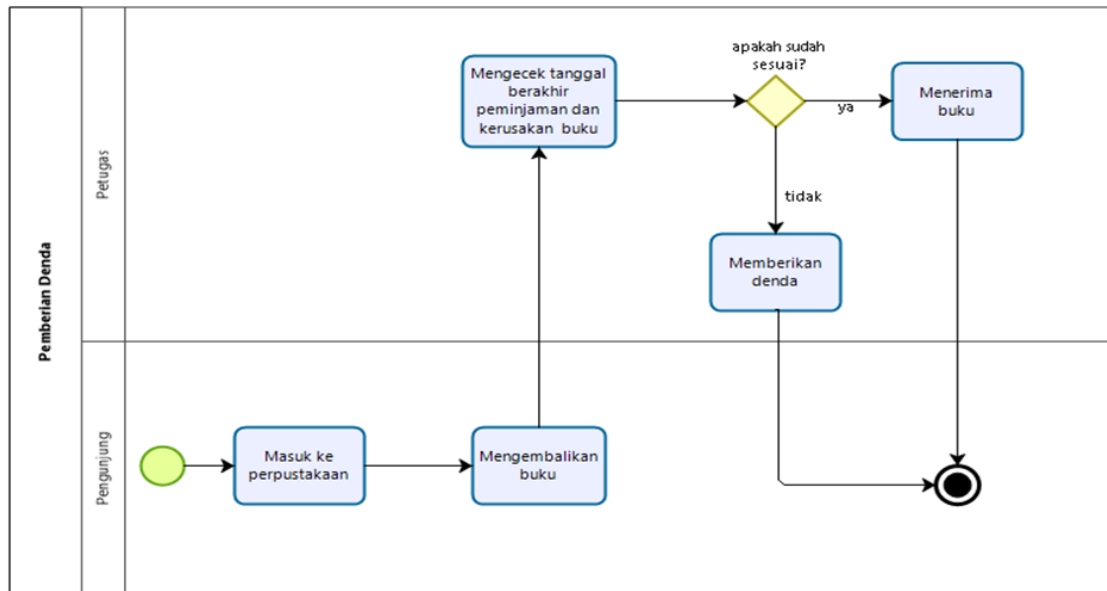 Pemberian Denda
Petugas
Pengunjung
Mengecek tanggal
berakhir
peminjaman dan
kerusakan buku
apakah sudah
sesuai?
ya
Menerima
buku
tidak
Memberikan
denda
Masuk ke
perpustakaan
Mengembalikan
buku